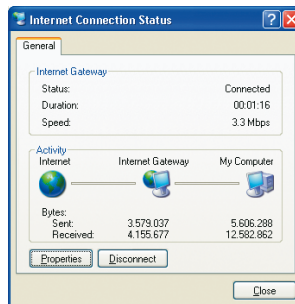 Internet Connection Status
General
Internet Gateway
Status: Connected
Duration: 00:01:16
Speed: 3.3 Mbps
Activity
Internet Internet Gateway My Computer
Bytes:
Sent: 3.579.037 5.606.288
Received: 4.155.677 12.582.862
Properties Disconnect
Close